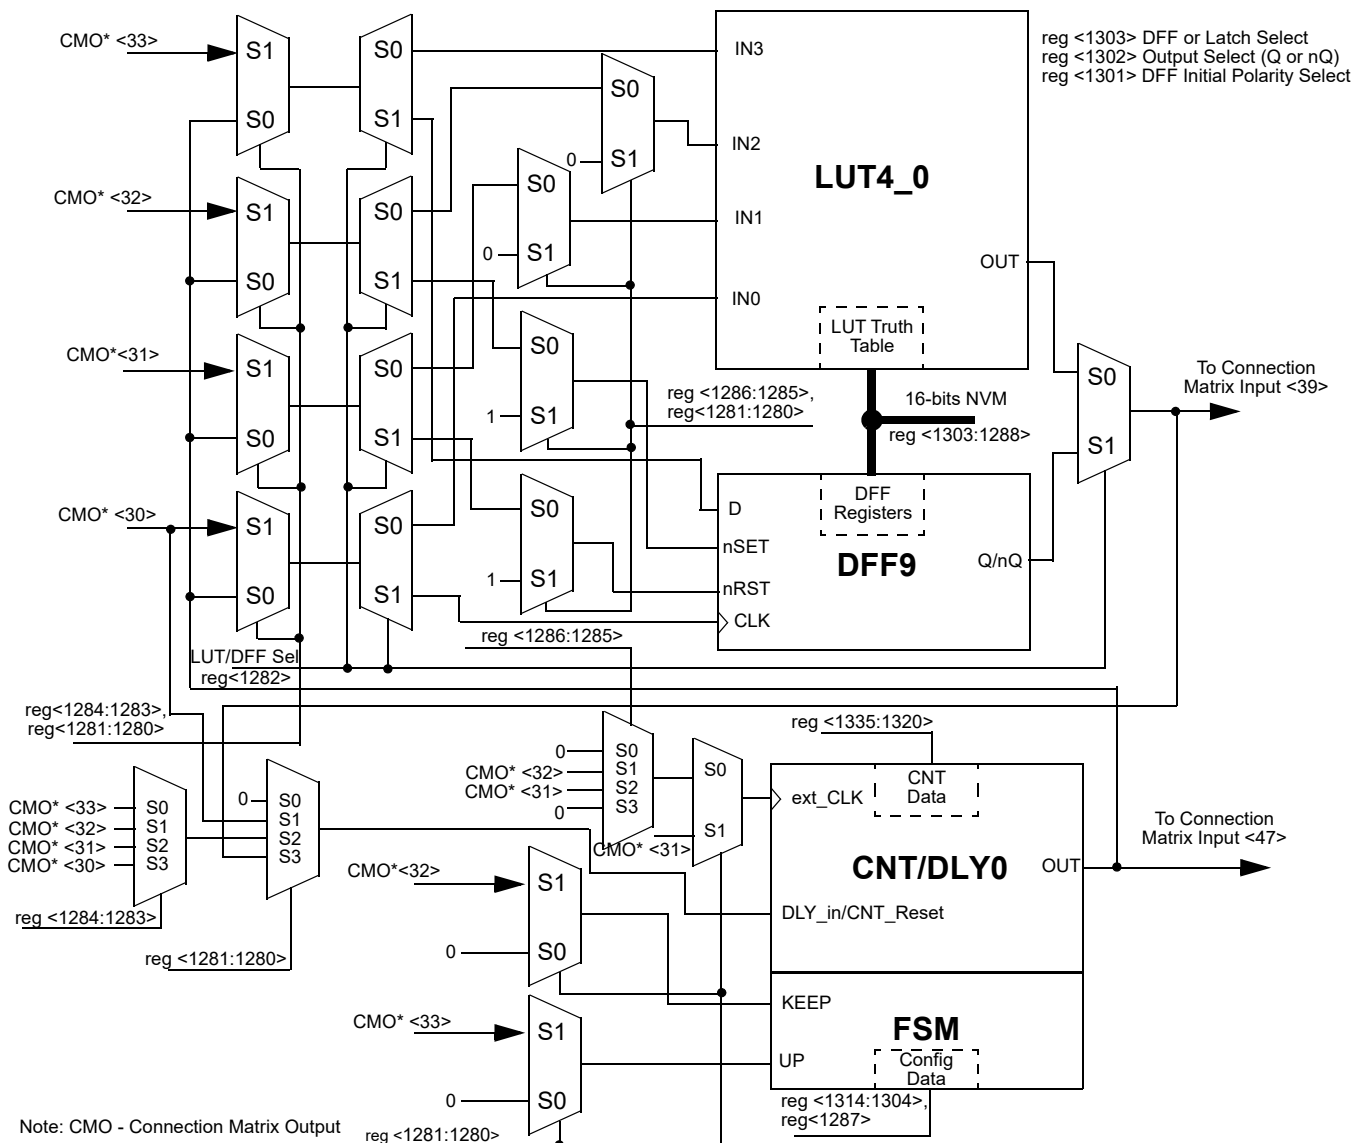 reg <1303> DFF or Latch Select
reg <1302> Output Select (Q or nQ)
reg <1301> DFF Initial Polarity Select
CMO* <33>
S1
S0
S0
S1
CMO* <32>
S1
S0
S0
S1
CMO*<31>
S1
S0
S0
S1
CMO* <30>
S1
S0
S0
S1
S0
0
S1
S0
0
S1
S0
1
S1
S0
1
S1
IN3
IN2
IN1
IN0
LUT4_0
OUT
LUT Truth
Table
reg <1286:1285>,
reg<1281:1280>
16-bits NVM
reg <1303:1288>
DFF
Registers
D
nSET
nRST
CLK
DFF9
Q/nQ
S0
S1
To Connection
Matrix Input <39>
LUT/DFF Sel
reg<1282>
reg <1286:1285>
reg<1284:1283>,
reg<1281:1280>
CMO* <33>
CMO* <32>
CMO* <31>
CMO* <30>
S0
S1
S2
S3
reg <1284:1283>
0
S0
S1
S2
S3
reg <1281:1280>
0
CMO* <32>
CMO* <31>
0
S0
S1
S2
S3
S0
S1
CMO* <31>
reg <1335:1320>
CNT
Data
ext_CLK
CNT/DLY0
OUT
DLY_in/CNT_Reset
To Connection
Matrix Input <47>
CMO*<32>
S1
0
S0
CMO* <33>
S1
0
S0
KEEP
FSM
UP
Config
Data
reg <1314:1304>,
reg<1287>
reg <1281:1280>
Note: CMO - Connection Matrix Output